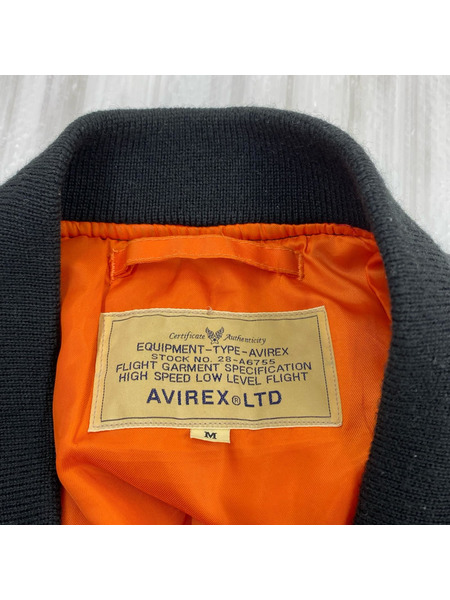 Certificate Authenticity
EQUIPMENT-TYPE-AVIREX
STOCK NO. 28-A6755
FLIGHT GARMENT SPECIFICATION
HIGH SPEED LOW LEVEL FLIGHT
AVIREX®LTD
M